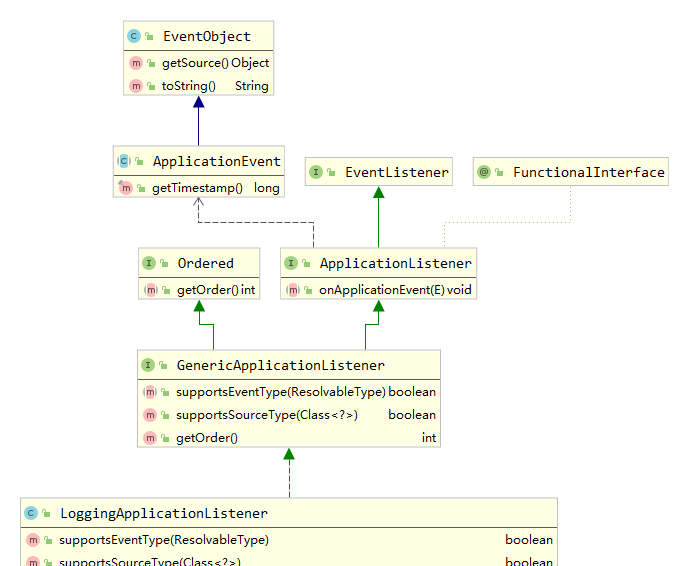 C EventObject
m getSource() Object
m toString() String
C ApplicationEvent
m getTimestamp() long
I EventListener
@ FunctionalInterface
I Ordered
m getOrder() int
I ApplicationListener
m onApplicationEvent(E) void
I GenericApplicationListener
m supportsEventType(ResolvableType) boolean
m supportsSourceType(Class<?>) boolean
m getOrder() int
C LoggingApplicationListener
m supportsEventType(ResolvableType) boolean
m supportsSourceType(Class<?>) boolean